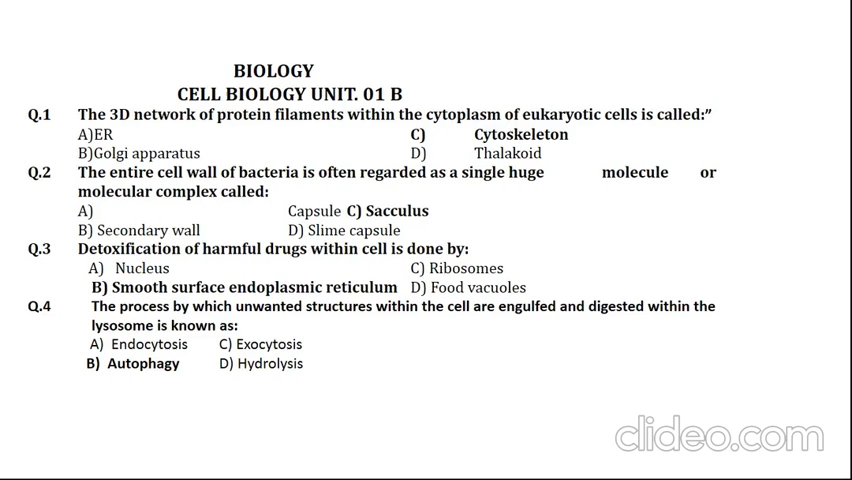 BIOLOGY
CELL BIOLOGY UNIT. 01 B
Q.1 The 3D network of protein filaments within the cytoplasm of eukaryotic cells is called:”
A)ER C) Cytoskeleton
B)Golgi apparatus D) Thalakoid
Q.2 The entire cell wall of bacteria is often regarded as a single huge molecule or
molecular complex called:
A) Capsule C) Sacculus
B) Secondary wall D) Slime capsule
Q.3 Detoxification of harmful drugs within cell is done by:
A) Nucleus C) Ribosomes
B) Smooth surface endoplasmic reticulum D) Food vacuoles
Q.4 The process by which unwanted structures within the cell are engulfed and digested within the
lysosome is known as:
A) Endocytosis C) Exocytosis
B) Autophagy D) Hydrolysis
clideo.com